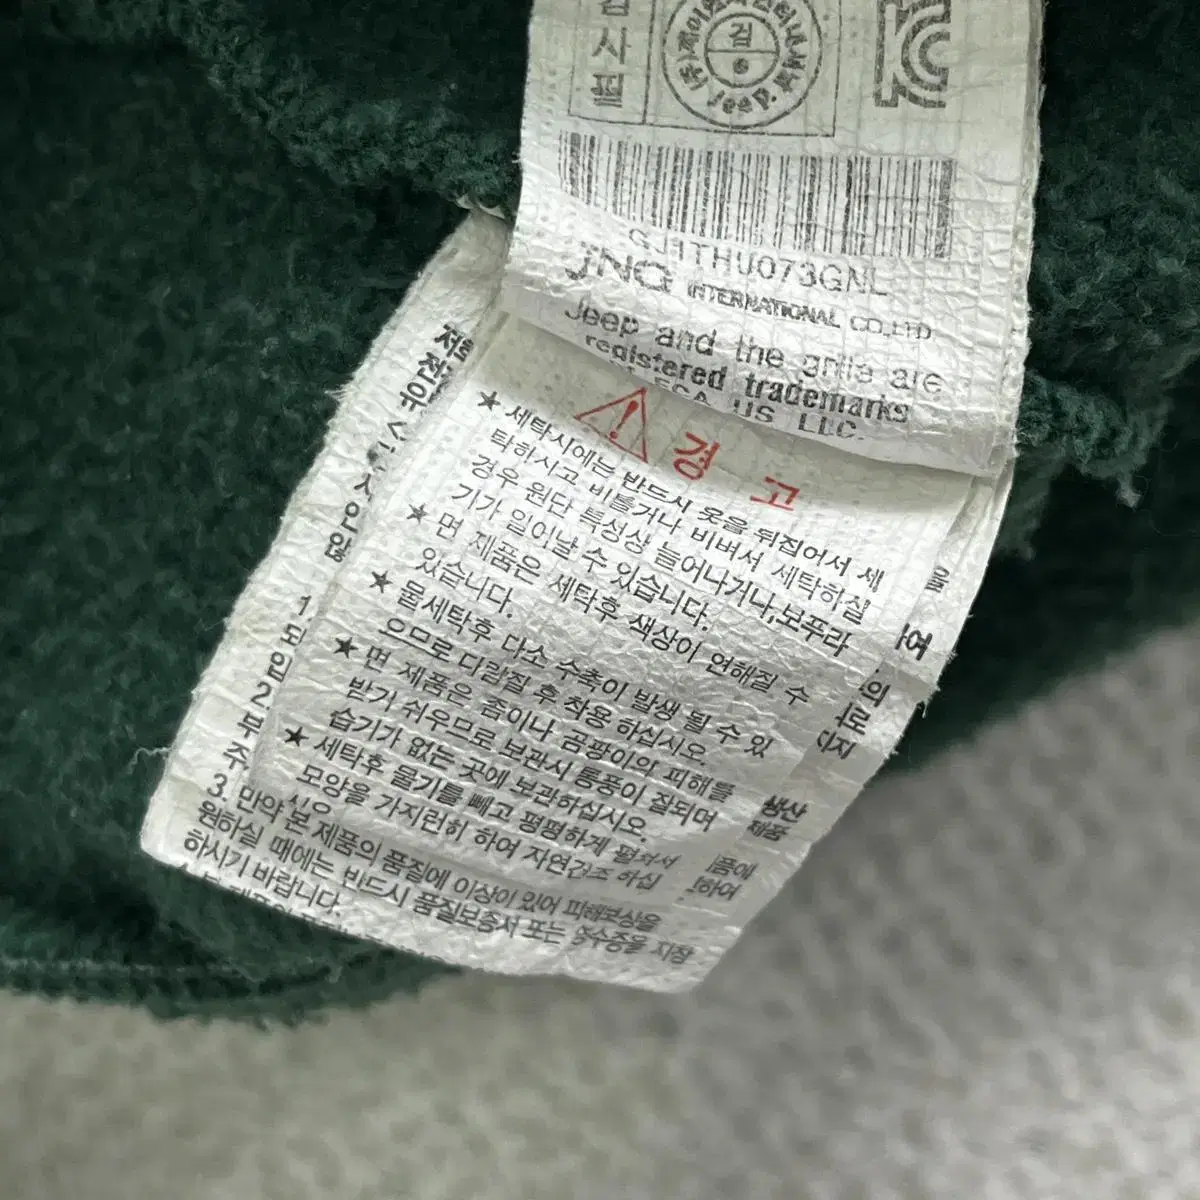 검사필
Jeep.
KC
JNG INTERNATIONAL CO.,LTD.
Jeep and the grille are
registered trademarks
US LLC.
경 고
★ 세탁시에는 반드시 옷을 뒤집어서 세
탁하시고 비틀거나 비벼서 세탁하실
경우 원단 특성상 늘어나거나,보푸라
기가 일어날 수 있습니다.
★ 면 제품은 세탁후 색상이 연해질 수
있습니다.
★ 물세탁후 다소 수축이 발생 될 수 있
으므로 다림질 후 착용 하십시오.
★ 면 제품은 좀이나 곰팡이의 피해를
받기 쉬우므로 보관시 통풍이 잘되며
습기가 없는 곳에 보관하십시오
★ 세탁후 물기를 빼고 평평하게 펼쳐서
모양을 가지런히 하여 자연건조 하십
시오
3. 만약 본 제품의 품질에 이상이 있어 피해보상을
원하실 때에는 반드시 품질보증서 또는 영수증을 지참
하시기 바랍니다.